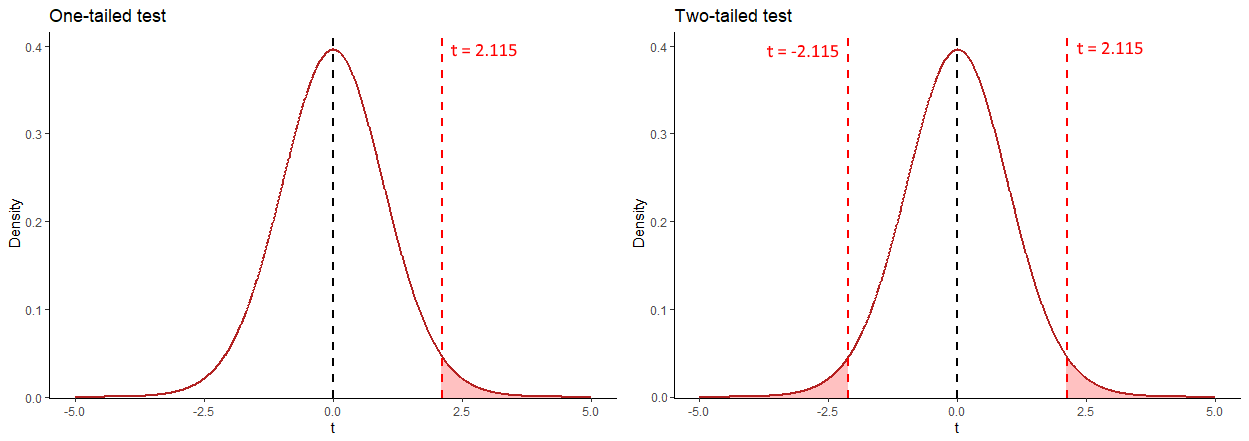 One-tailed test
t = 2.115
0.4
0.3
0.2
0.1
0.0
Density
-5.0
-2.5
0.0
2.5
5.0
t
Two-tailed test
t = -2.115
t = 2.115
0.4
0.3
0.2
0.1
0.0
Density
-5.0
-2.5
0.0
2.5
5.0
t